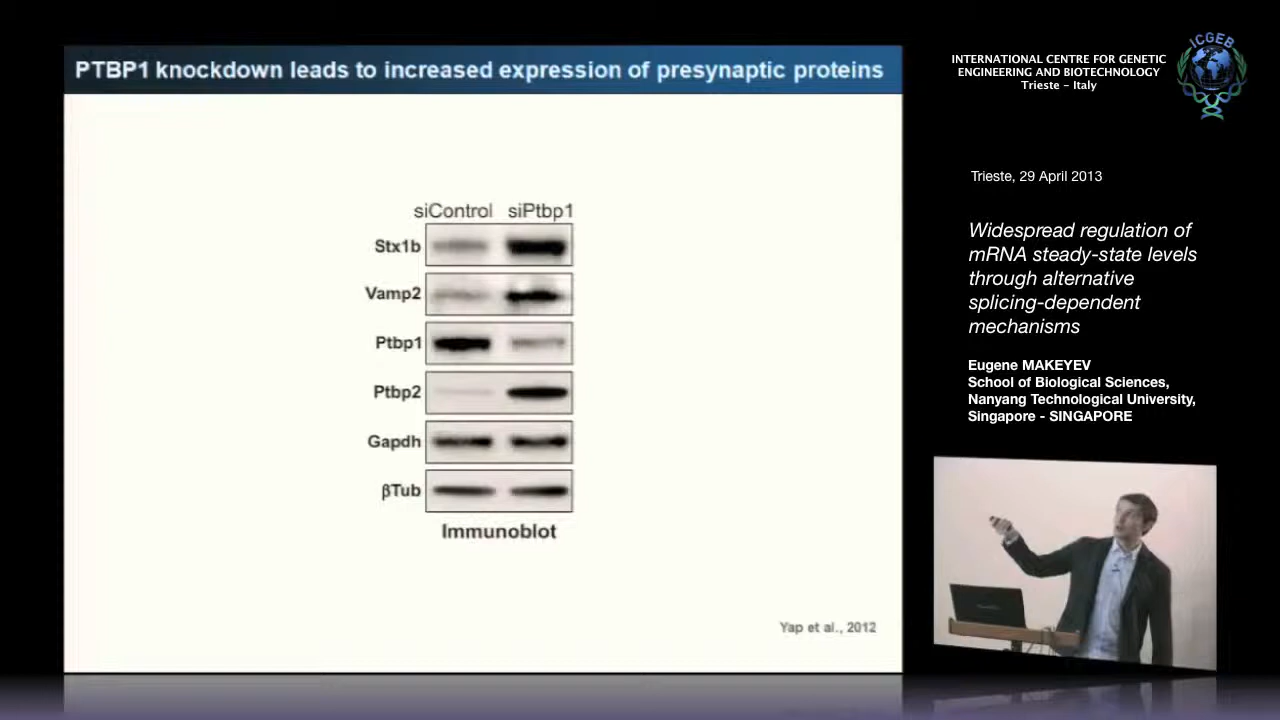 PTBP1 knockdown leads to increased expression of presynaptic proteins
siControl siPtbp1
Stx1b
Vamp2
Ptbp1
Ptbp2
Gapdh
βTub
Immunoblot
Yap et al., 2012
INTERNATIONAL CENTRE FOR GENETIC
ENGINEERING AND BIOTECHNOLOGY
Trieste - Italy
ICGEB
Trieste, 29 April 2013
Widespread regulation of
mRNA steady-state levels
through alternative
splicing-dependent
mechanisms
Eugene MAKEYEV
School of Biological Sciences,
Nanyang Technological University,
Singapore - SINGAPORE